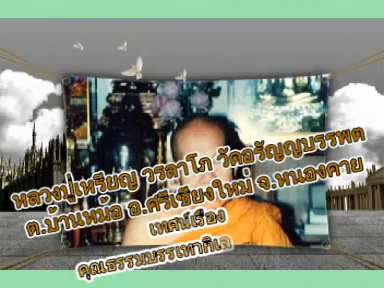 หลวงปู่เหรียญ วรลาโภ วัดอรัญญบรรพต
ต.บ้านหม้อ อ.ศรีเชียงใหม่ จ.หนองคาย
เทศน์เรื่อง
คุณธรรมบรรเทากิเล